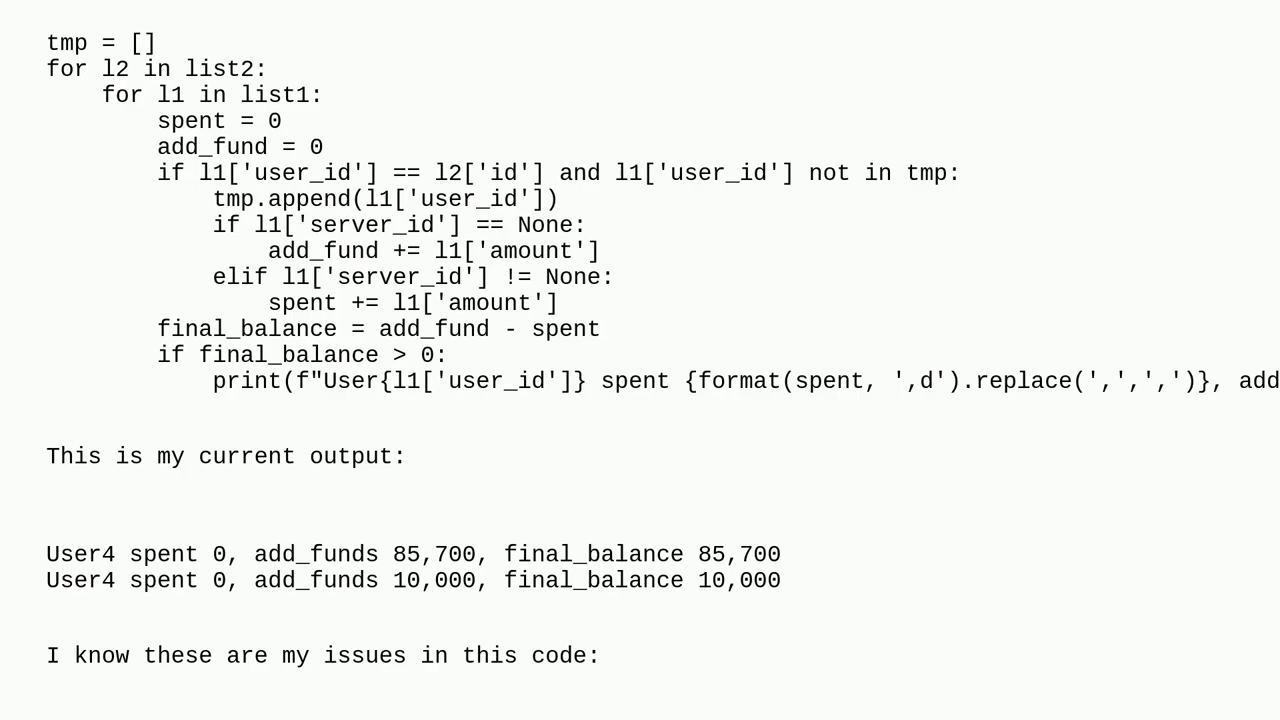 tmp = []
for l2 in list2:
    for l1 in list1:
        spent = 0
        add_fund = 0
        if l1['user_id'] == l2['id'] and l1['user_id'] not in tmp:
            tmp.append(l1['user_id'])
            if l1['server_id'] == None:
                add_fund += l1['amount']
            elif l1['server_id'] != None:
                spent += l1['amount']
        final_balance = add_fund - spent
        if final_balance > 0:
            print(f"User{l1['user_id']} spent {format(spent, ',d').replace(',',',')}, add
This is my current output:
User4 spent 0, add_funds 85,700, final_balance 85,700
User4 spent 0, add_funds 10,000, final_balance 10,000
I know these are my issues in this code: